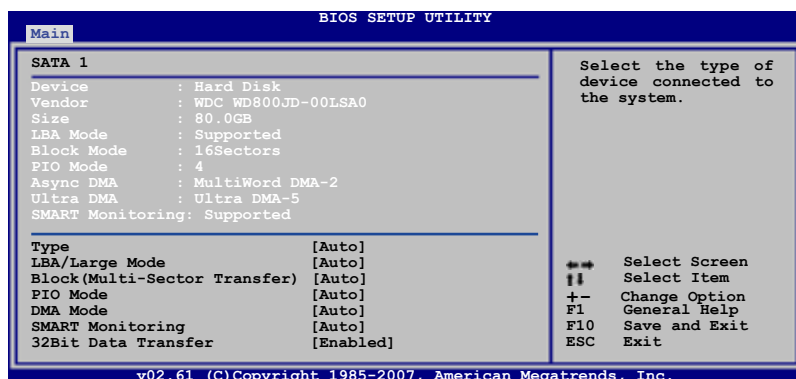 BIOS SETUP UTILITY
Main
SATA 1
Device : Hard Disk
Vendor : WDC WD800JD-00LSA0
Size : 80.0GB
LBA Mode : Supported
Block Mode : 16Sectors
PIO Mode : 4
Async DMA : MultiWord DMA-2
Ultra DMA : Ultra DMA-5
SMART Monitoring: Supported
Type [Auto]
LBA/Large Mode [Auto]
Block(Multi-Sector Transfer) [Auto]
PIO Mode [Auto]
DMA Mode [Auto]
SMART Monitoring [Auto]
32Bit Data Transfer [Enabled]
Select the type of
device connected to
the system.
←→ Select Screen
↑↓ Select Item
+- Change Option
F1 General Help
F10 Save and Exit
ESC Exit
v02.61 (C)Copyright 1985-2007, American Megatrends, Inc.